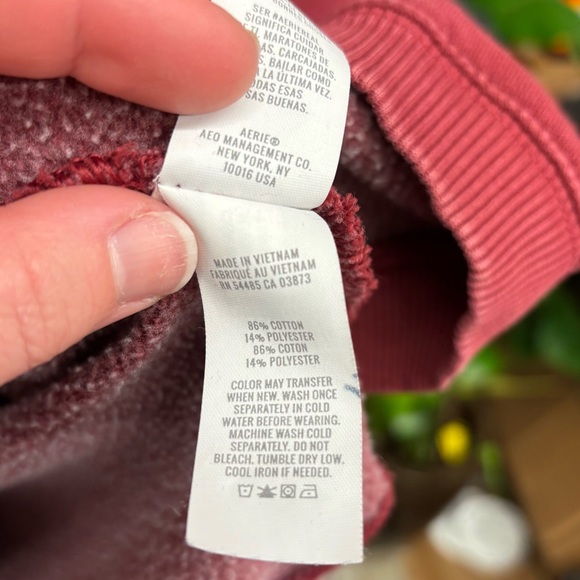 SER #AERIEREAL
SIGNIFICA CUIDAR
DE TI, MARATONES DE
AS, CARCAJADAS,
S, BAILAR COMO
A LA ÚLTIMA VEZ.
ODAS ESAS
SAS BUENAS.
AERIE®
AEO MANAGEMENT CO.
NEW YORK, NY
10016 USA
MADE IN VIETNAM
FABRIQUÉ AU VIETNAM
RN 54485 CA 03873
86% COTTON
14% POLYESTER
86% COTON
14% POLYESTER
COLOR MAY TRANSFER
WHEN NEW. WASH ONCE
SEPARATELY IN COLD
WATER BEFORE WEARING.
MACHINE WASH COLD
SEPARATELY. DO NOT
BLEACH. TUMBLE DRY LOW.
COOL IRON IF NEEDED.